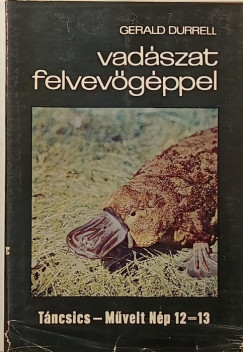 GERALD DURRELL
vadászat
felvevőgéppel
Táncsics – Művelt Nép 12–13